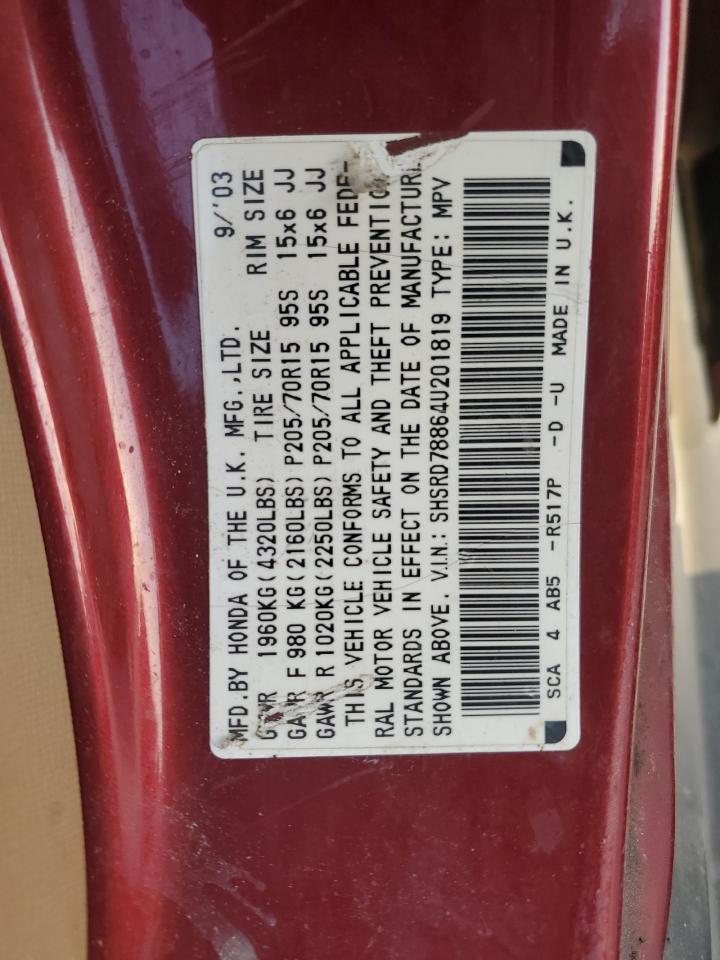 MFD.BY HONDA OF THE U.K. MFG.,LTD. 9/'03
GVWR 1960KG(4320LBS) TIRE SIZE RIM SIZE
GAWR F 980 KG(2160LBS) P205/70R15 95S 15x6 JJ
GAWR R 1020KG(2250LBS) P205/70R15 95S 15x6 JJ
THIS VEHICLE CONFORMS TO ALL APPLICABLE FEDE-
RAL MOTOR VEHICLE SAFETY AND THEFT PREVENTION
STANDARDS IN EFFECT ON THE DATE OF MANUFACTURE
SHOWN ABOVE. V.I.N.: SHSRD78864U201819 TYPE: MPV
SCA 4 AB5 -R517P -D -U MADE IN U.K.